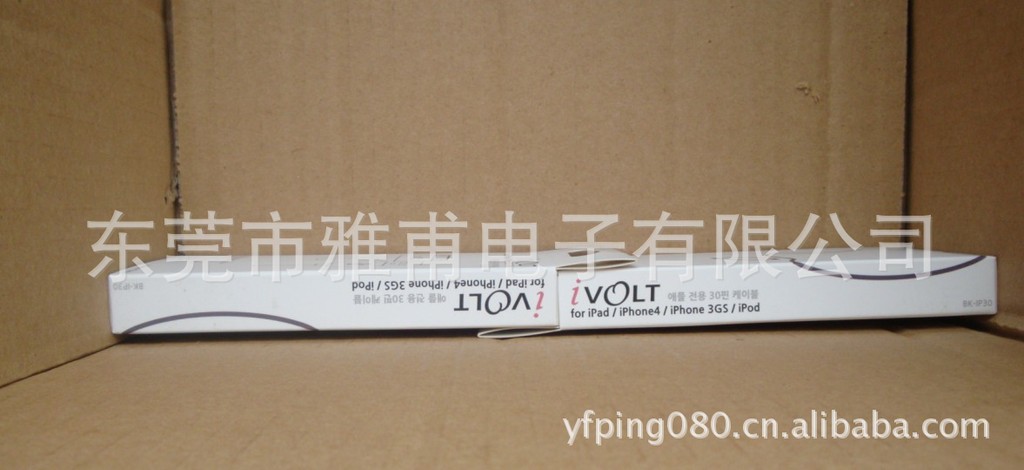 东莞市雅甫电子有限公司
iVOLT 애플 전용 30핀 케이블
for iPad / iPhone4 / iPhone 3GS / iPod
BK-IP30
iVOLT 애플 전용 30핀 케이블
for iPad / iPhone4 / iPhone 3GS / iPod
BK-IP30
yfping080.cn.alibaba.com